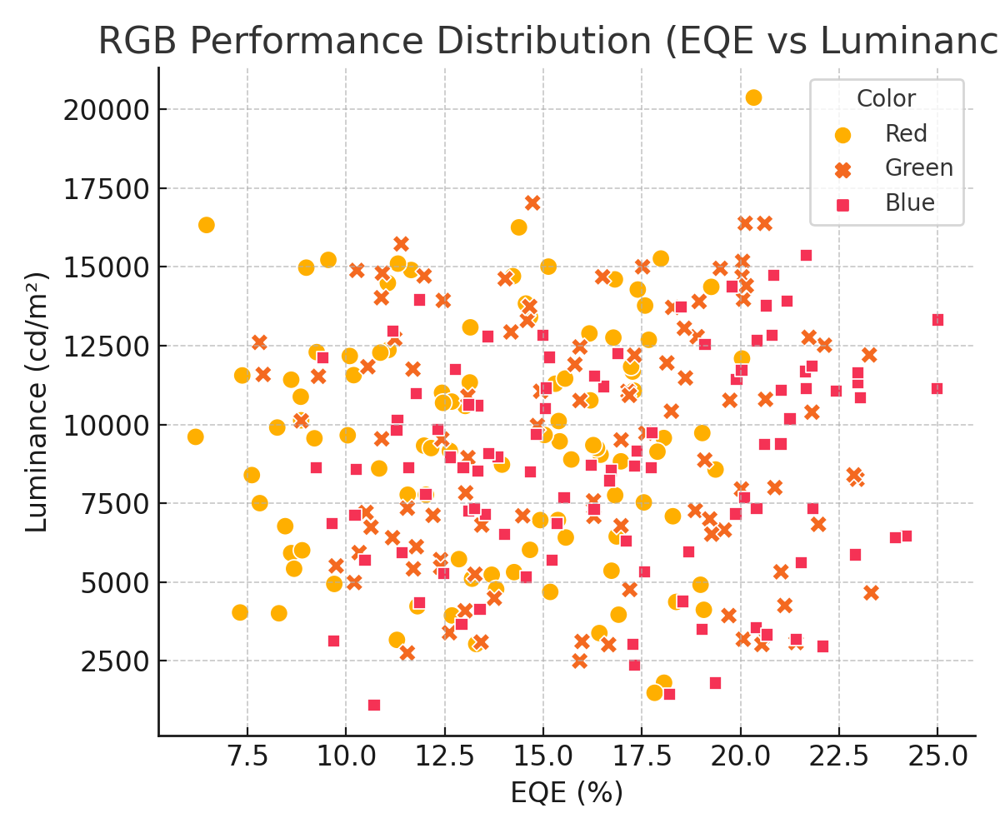 RGB Performance Distribution (EQE vs Luminanc
20000
17500
15000
12500
10000
7500
5000
2500
Luminance (cd/m²)
Color
Red
Green
Blue
7.5 10.0 12.5 15.0 17.5 20.0 22.5 25.0
EQE (%)